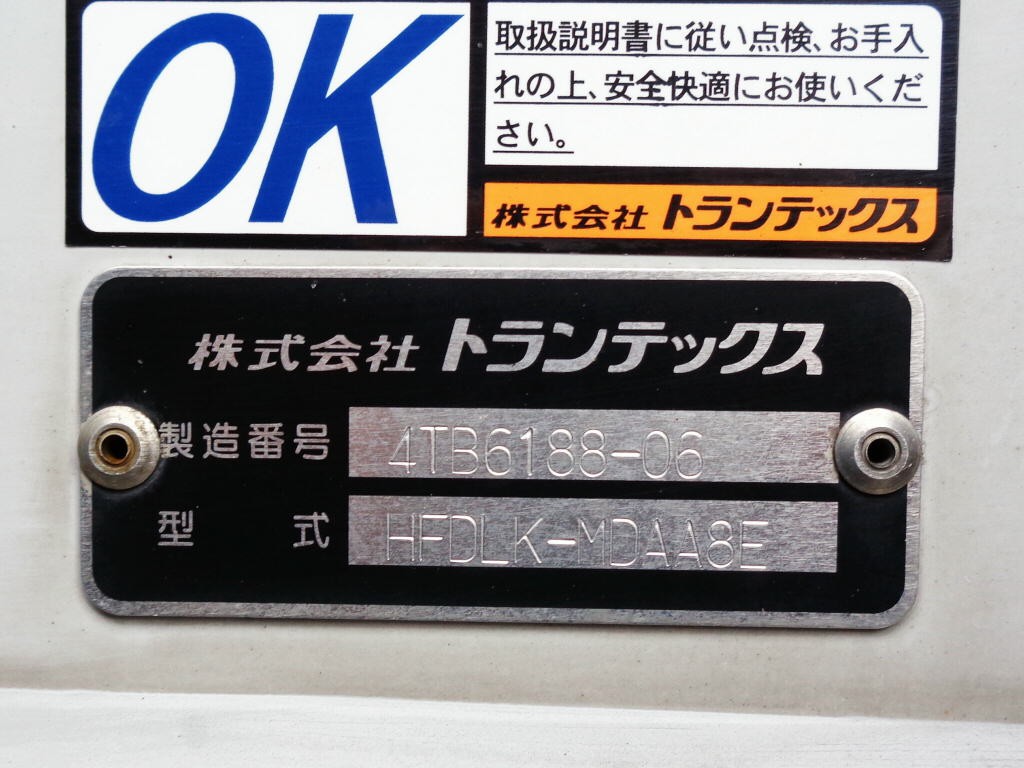 OK
取扱説明書に従い点検、お手入
れの上、安全快適にお使いくだ
さい。
株式会社 トランテックス
株式会社 トランテックス
製造番号 4TB6188-06
型式 HFDLK-MDAA8E